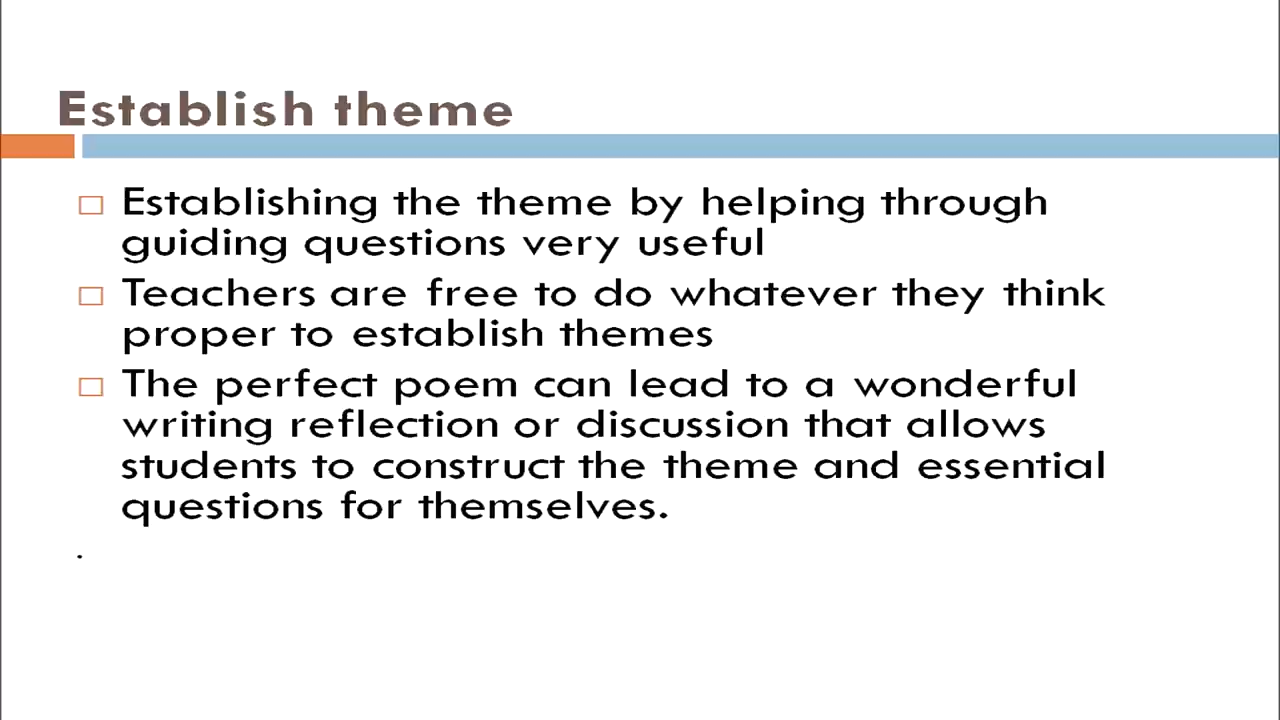 Establish theme
Establishing the theme by helping through
guiding questions very useful
Teachers are free to do whatever they think
proper to establish themes
The perfect poem can lead to a wonderful
writing reflection or discussion that allows
students to construct the theme and essential
questions for themselves.
.